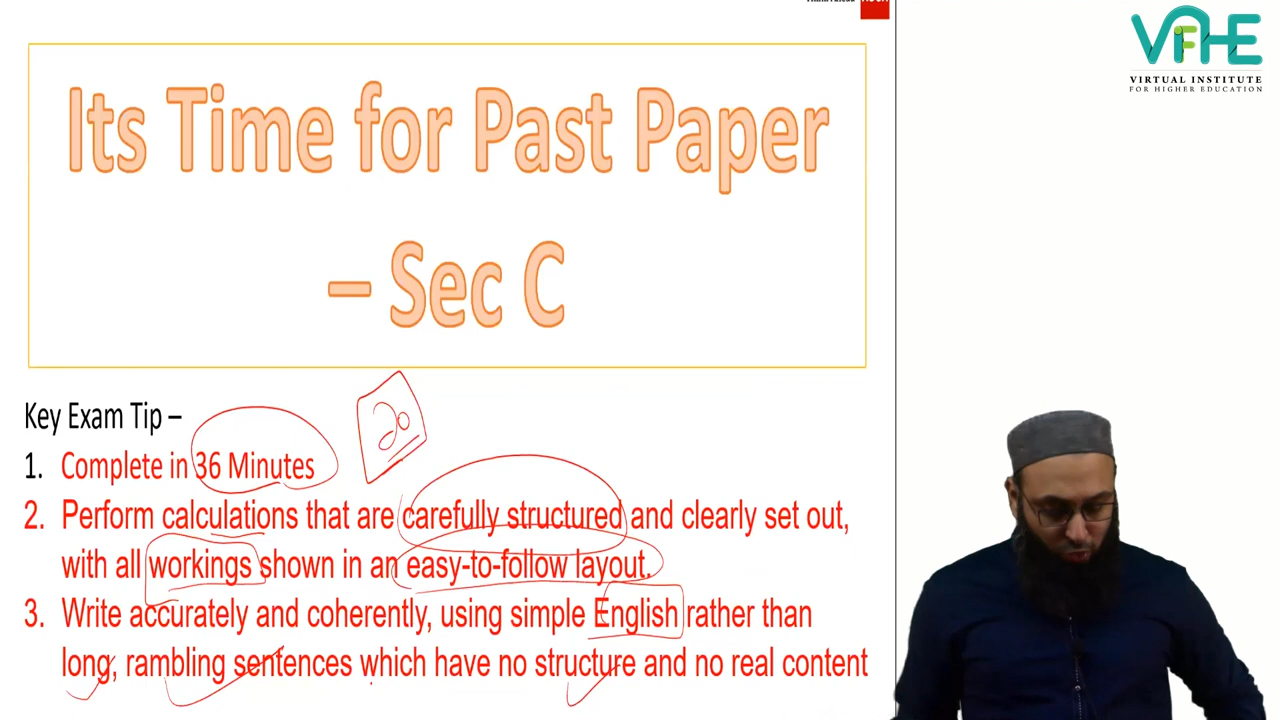 VIFHE
VIRTUAL INSTITUTE
FOR HIGHER EDUCATION
Its Time for Past Paper
– Sec C
Key Exam Tip –
20
1. Complete in 36 Minutes
2. Perform calculations that are carefully structured and clearly set out,
with all workings shown in an easy-to-follow layout.
3. Write accurately and coherently, using simple English rather than
long, rambling sentences which have no structure and no real content